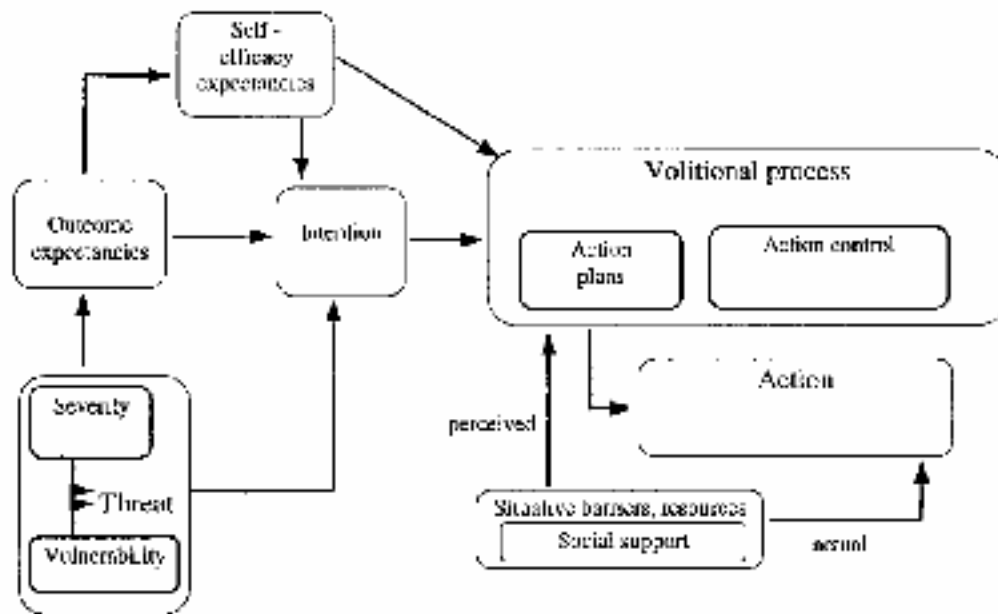 Self -
efficacy
expectancies
Volitional process
Outcome
expectancies
Intention
Action
plans
Action control
Severity
Threat
Vulnerability
perceived
Action
Situative barriers, resources
Social support
actual